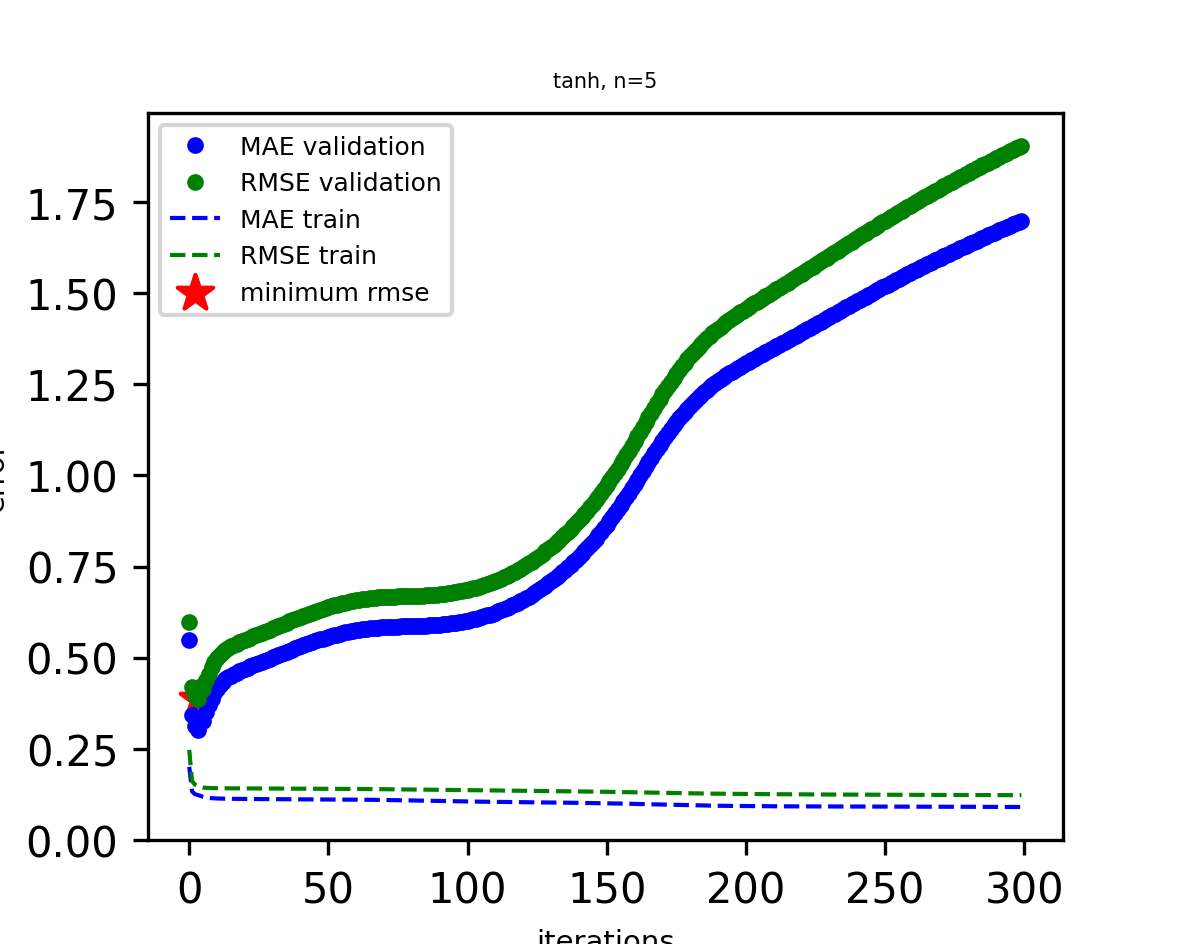 tanh, n=5
MAE validation
RMSE validation
MAE train
RMSE train
minimum rmse
1.75
1.50
1.25
1.00
0.75
0.50
0.25
0.00
0 50 100 150 200 250 300
iterations